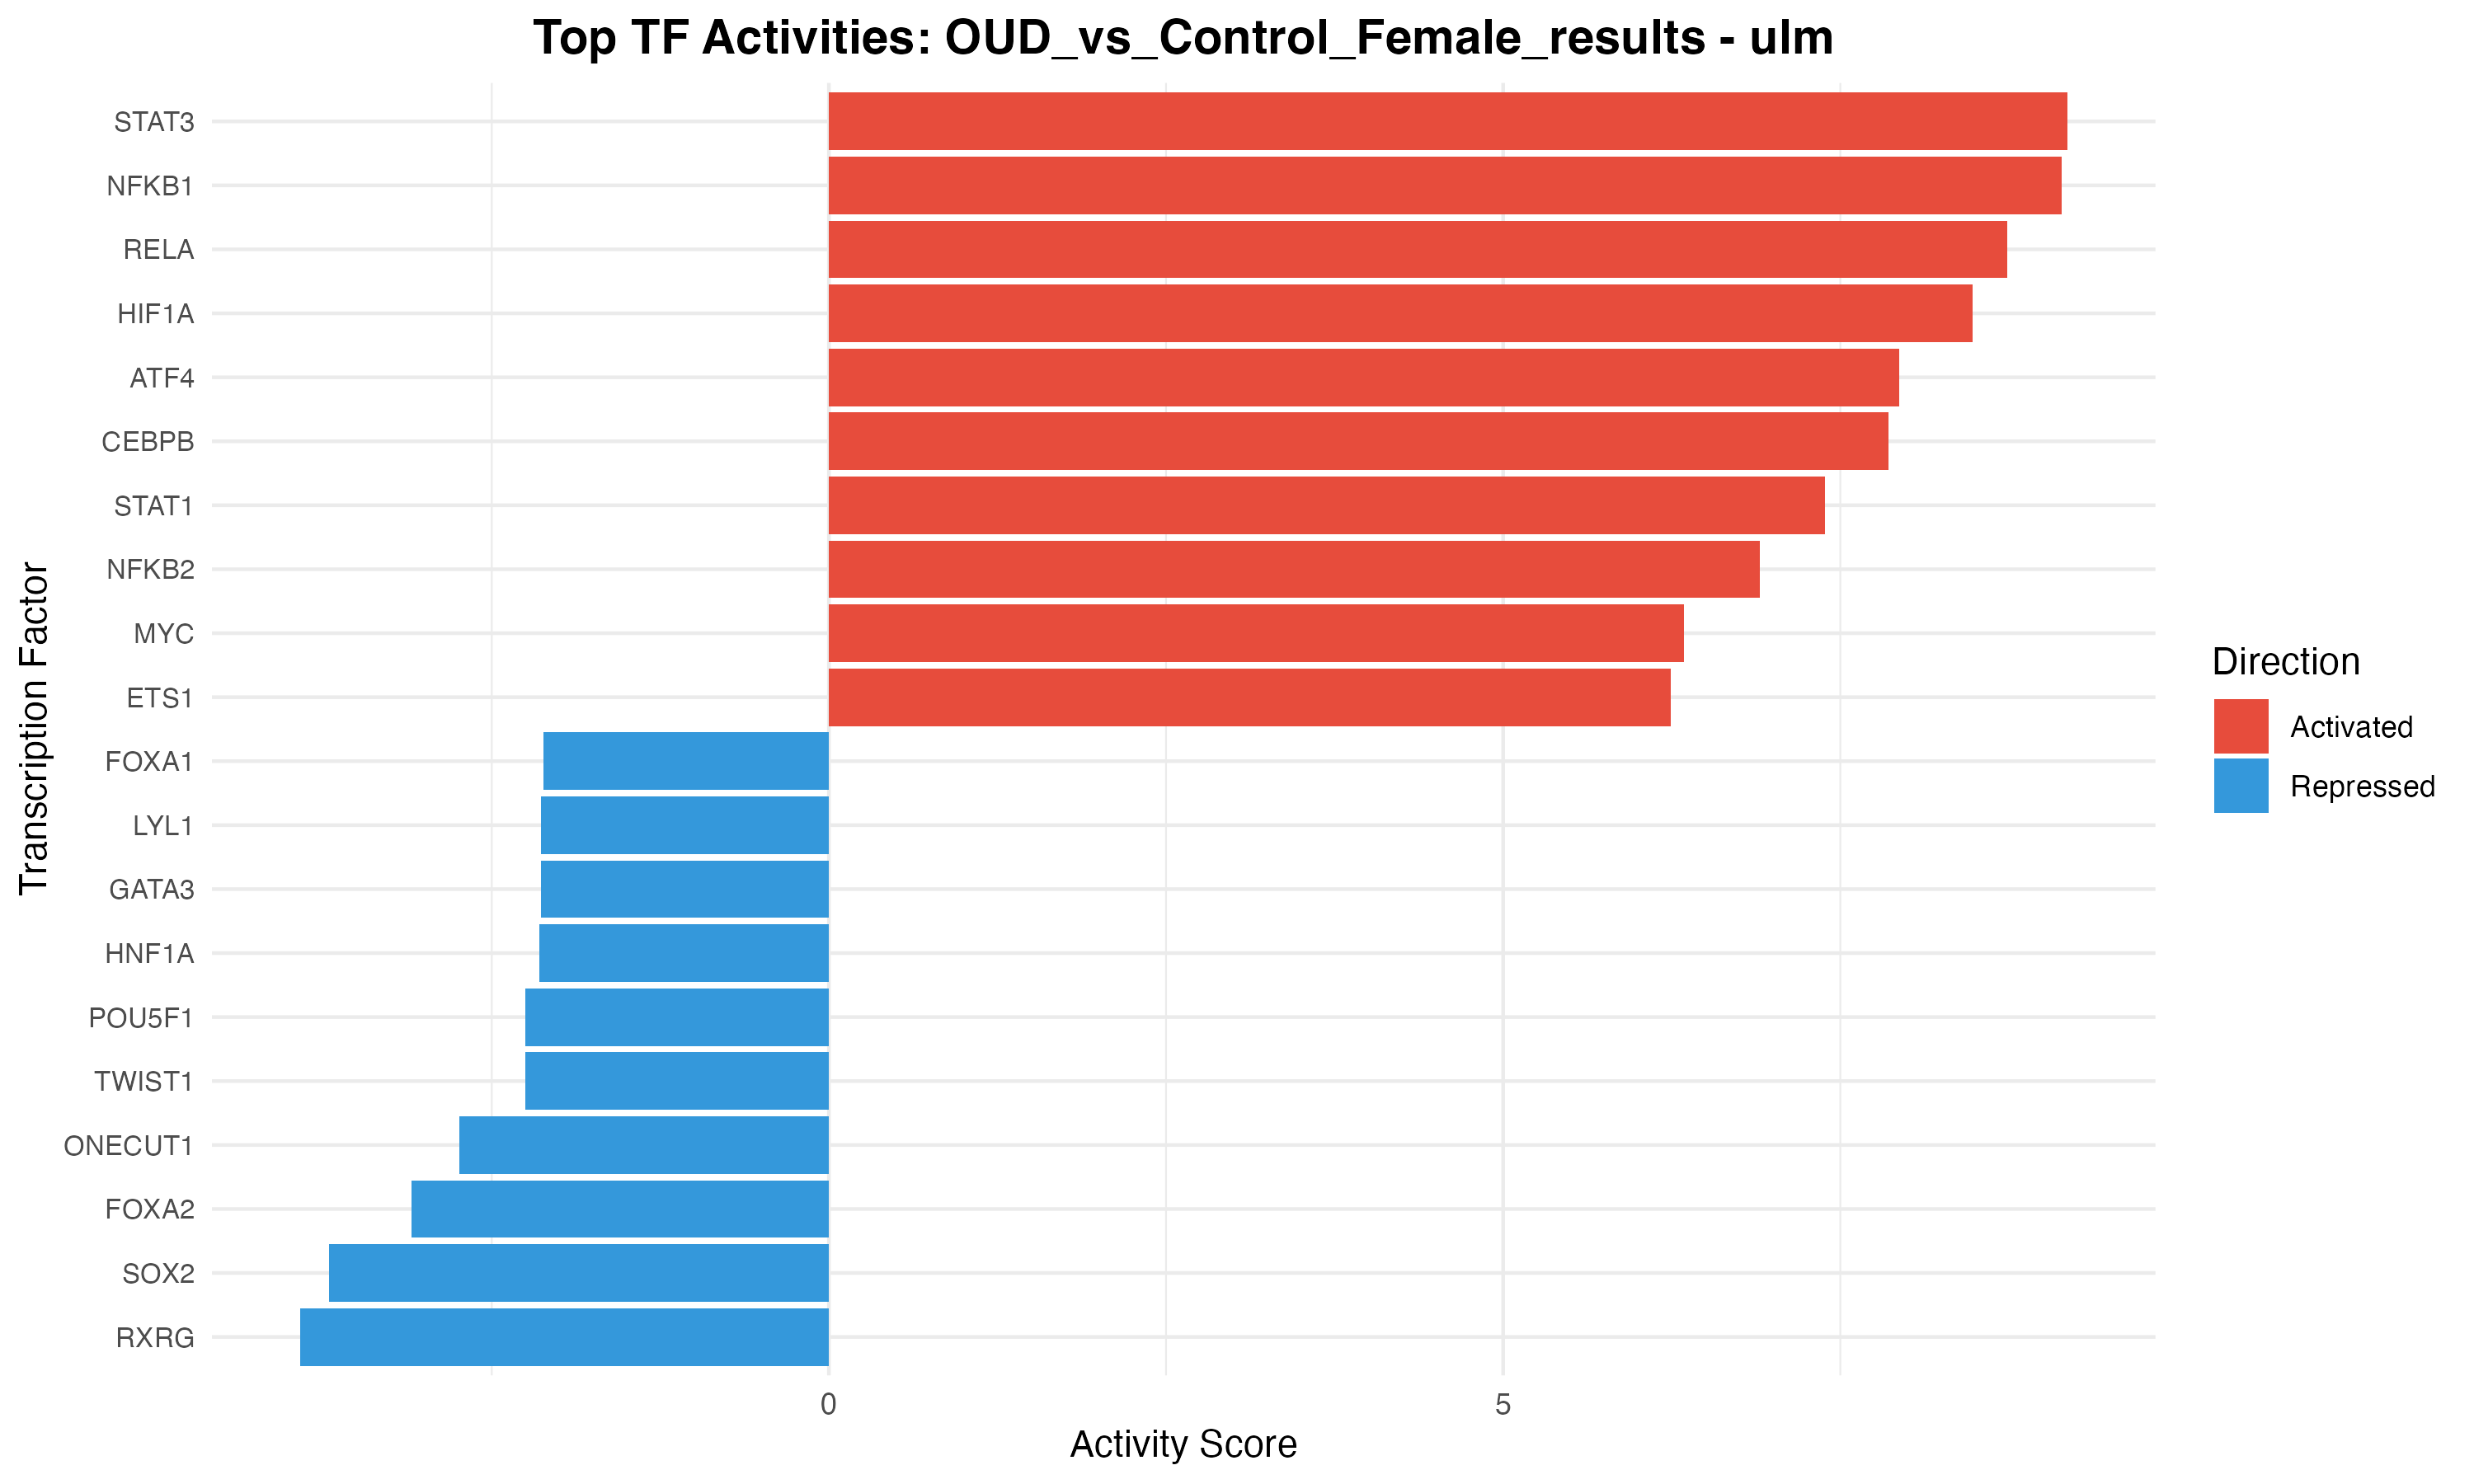 Top TF Activities: OUD_vs_Control_Female_results - ulm
STAT3
NFKB1
RELA
HIF1A
ATF4
CEBPB
STAT1
NFKB2
MYC
ETS1
FOXA1
LYL1
GATA3
HNF1A
POU5F1
TWIST1
ONECUT1
FOXA2
SOX2
RXRG
Transcription Factor
0
5
Activity Score
Direction
Activated
Repressed